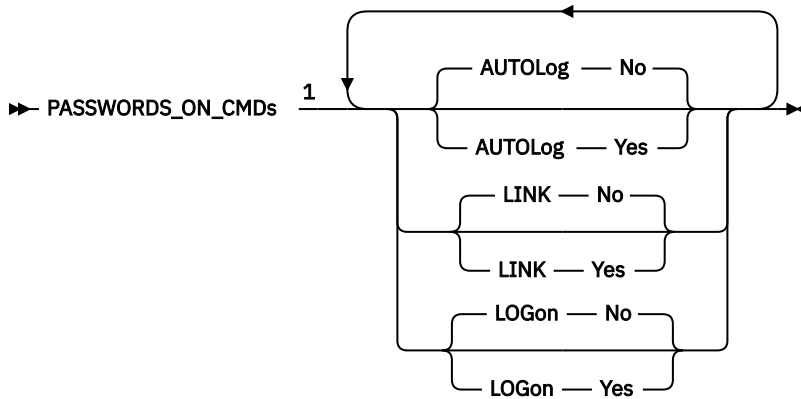 AUTOLog No
PASSWORDS_ON_CMDs 1
AUTOLog Yes
LINK No
LINK Yes
LOGon No
LOGon Yes